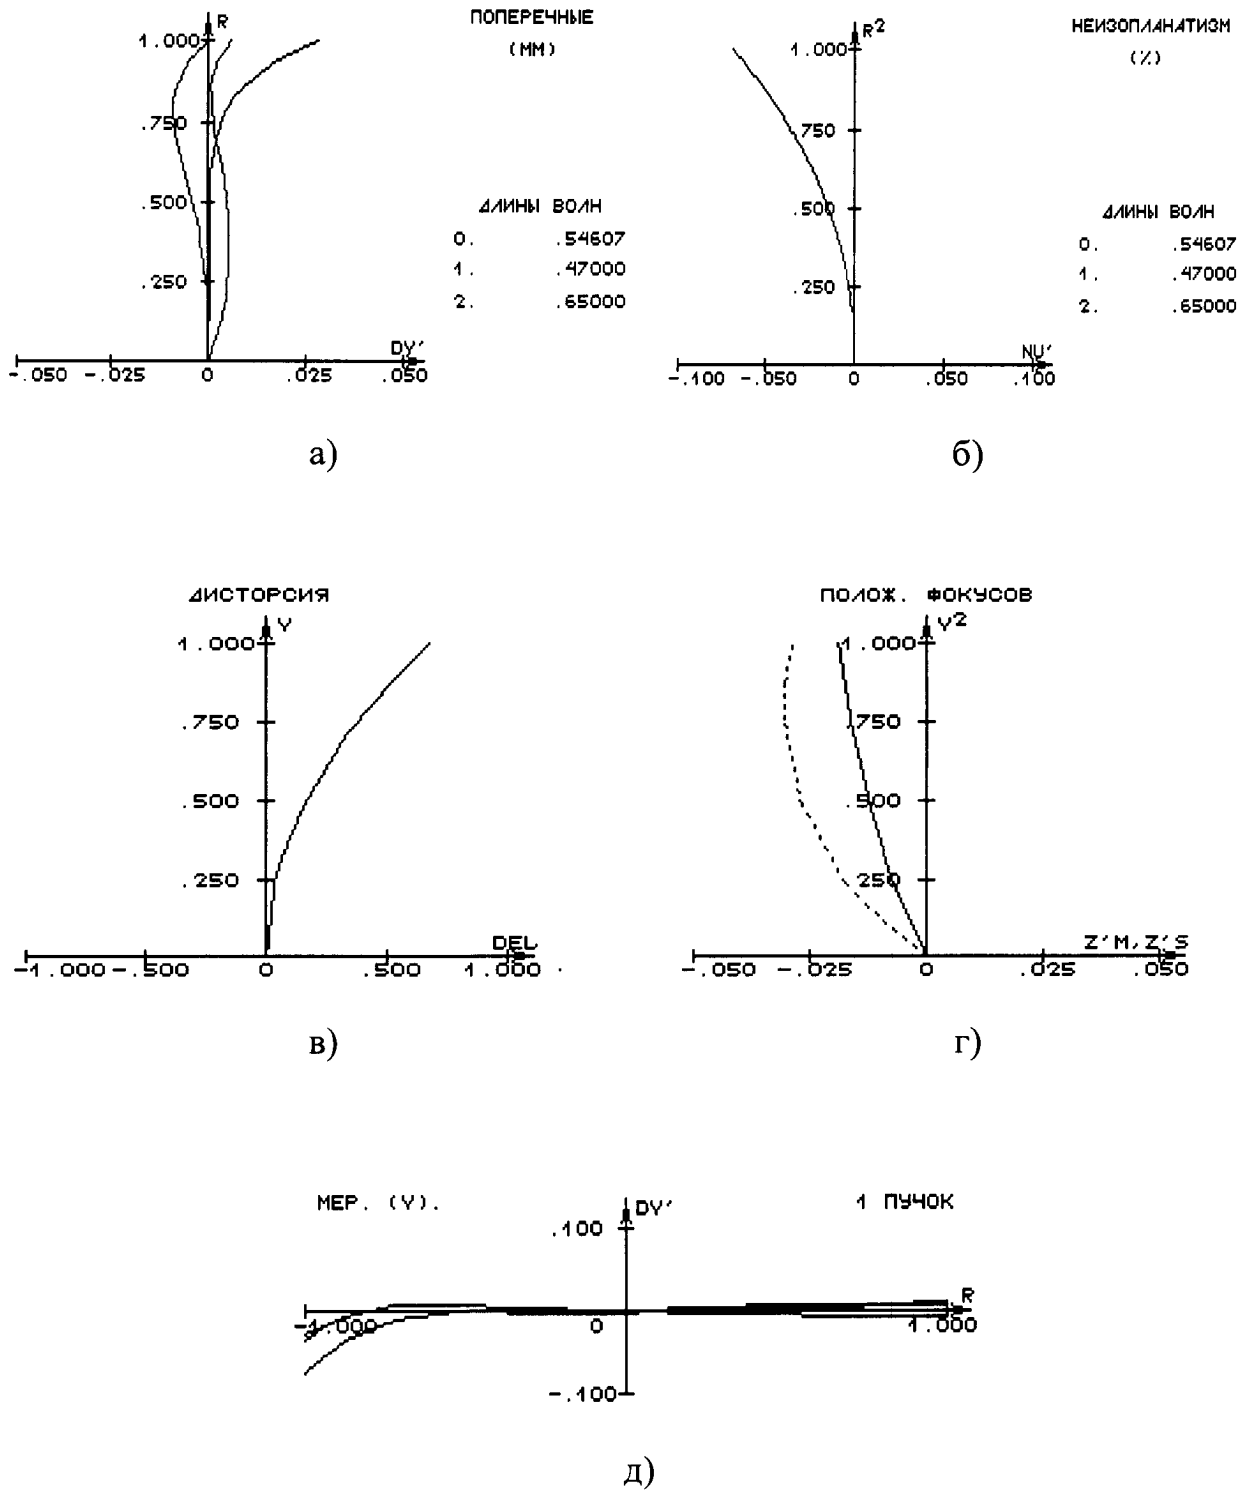 R
ПОПЕРЕЧНЫЕ
(ММ)
1.000
.750
.500
.250
ДЛИНЫ ВОЛН
0. .54607
1. .47000
2. .65000
DY'
-.050 -.025 0 .025 .050
а)
R2
НЕИЗОПЛАНАТИЗМ
(%)
1.000
.750
.500
.250
ДЛИНЫ ВОЛН
0. .54607
1. .47000
2. .65000
NU'
-.100 -.050 0 .050 .100
б)
ДИСТОРСИЯ
Y
1.000
.750
.500
.250
DEL
-1.000 -.500 0 .500 1.000
в)
ПОЛОЖ. ФОКУСОВ
Y2
1.000
.750
.500
.250
Z'M,Z'S
-.050 -.025 0 .025 .050
г)
МЕР. (Y).
DY'
1 ПУЧОК
.100
R
-1.000 0 1.000
-.100
д)